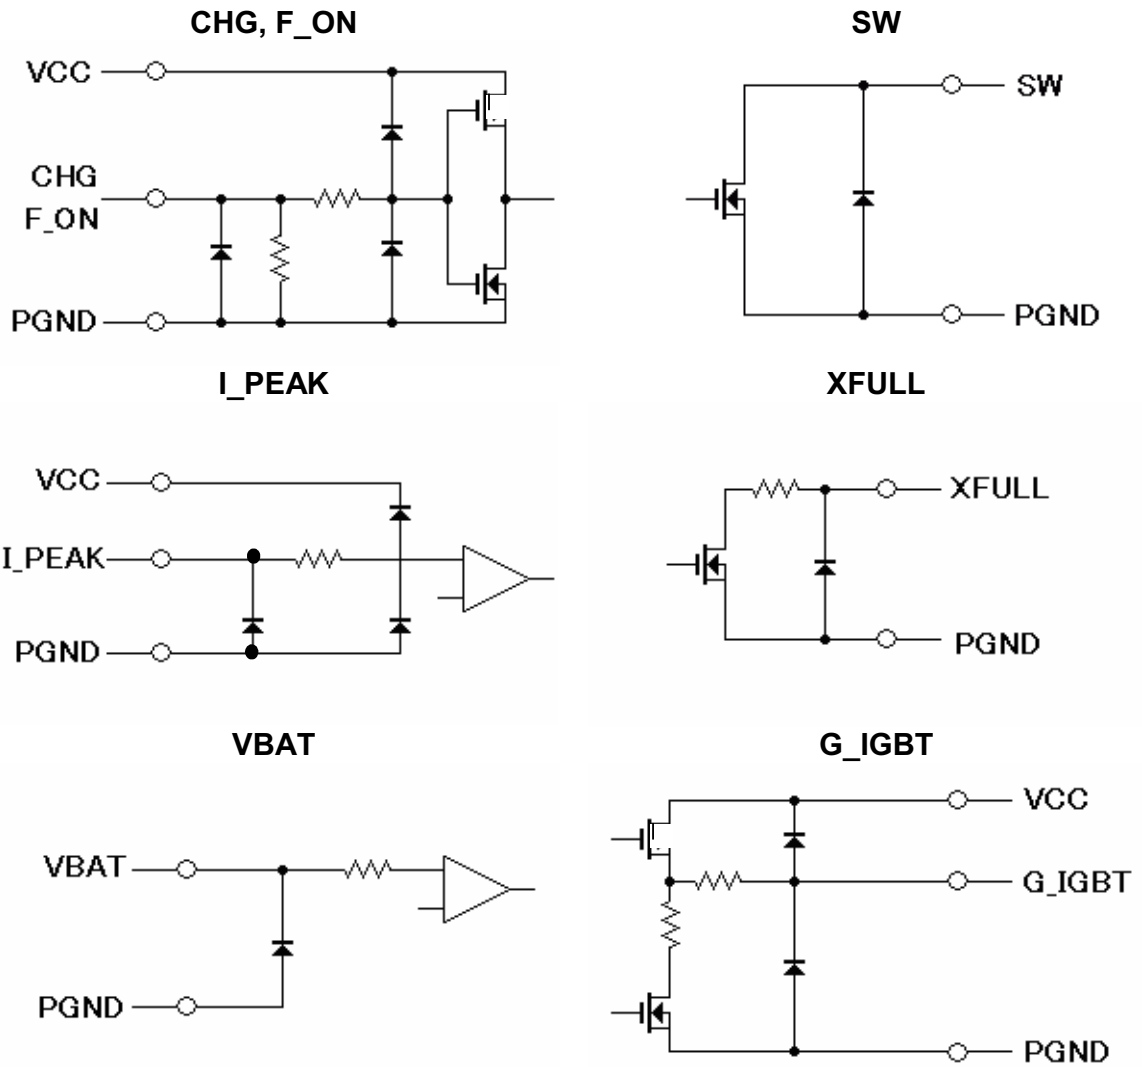 CHG, F_ON
VCC
CHG
F_ON
PGND
SW
SW
PGND
I_PEAK
VCC
I_PEAK
PGND
XFULL
XFULL
PGND
VBAT
VBAT
PGND
G_IGBT
VCC
G_IGBT
PGND